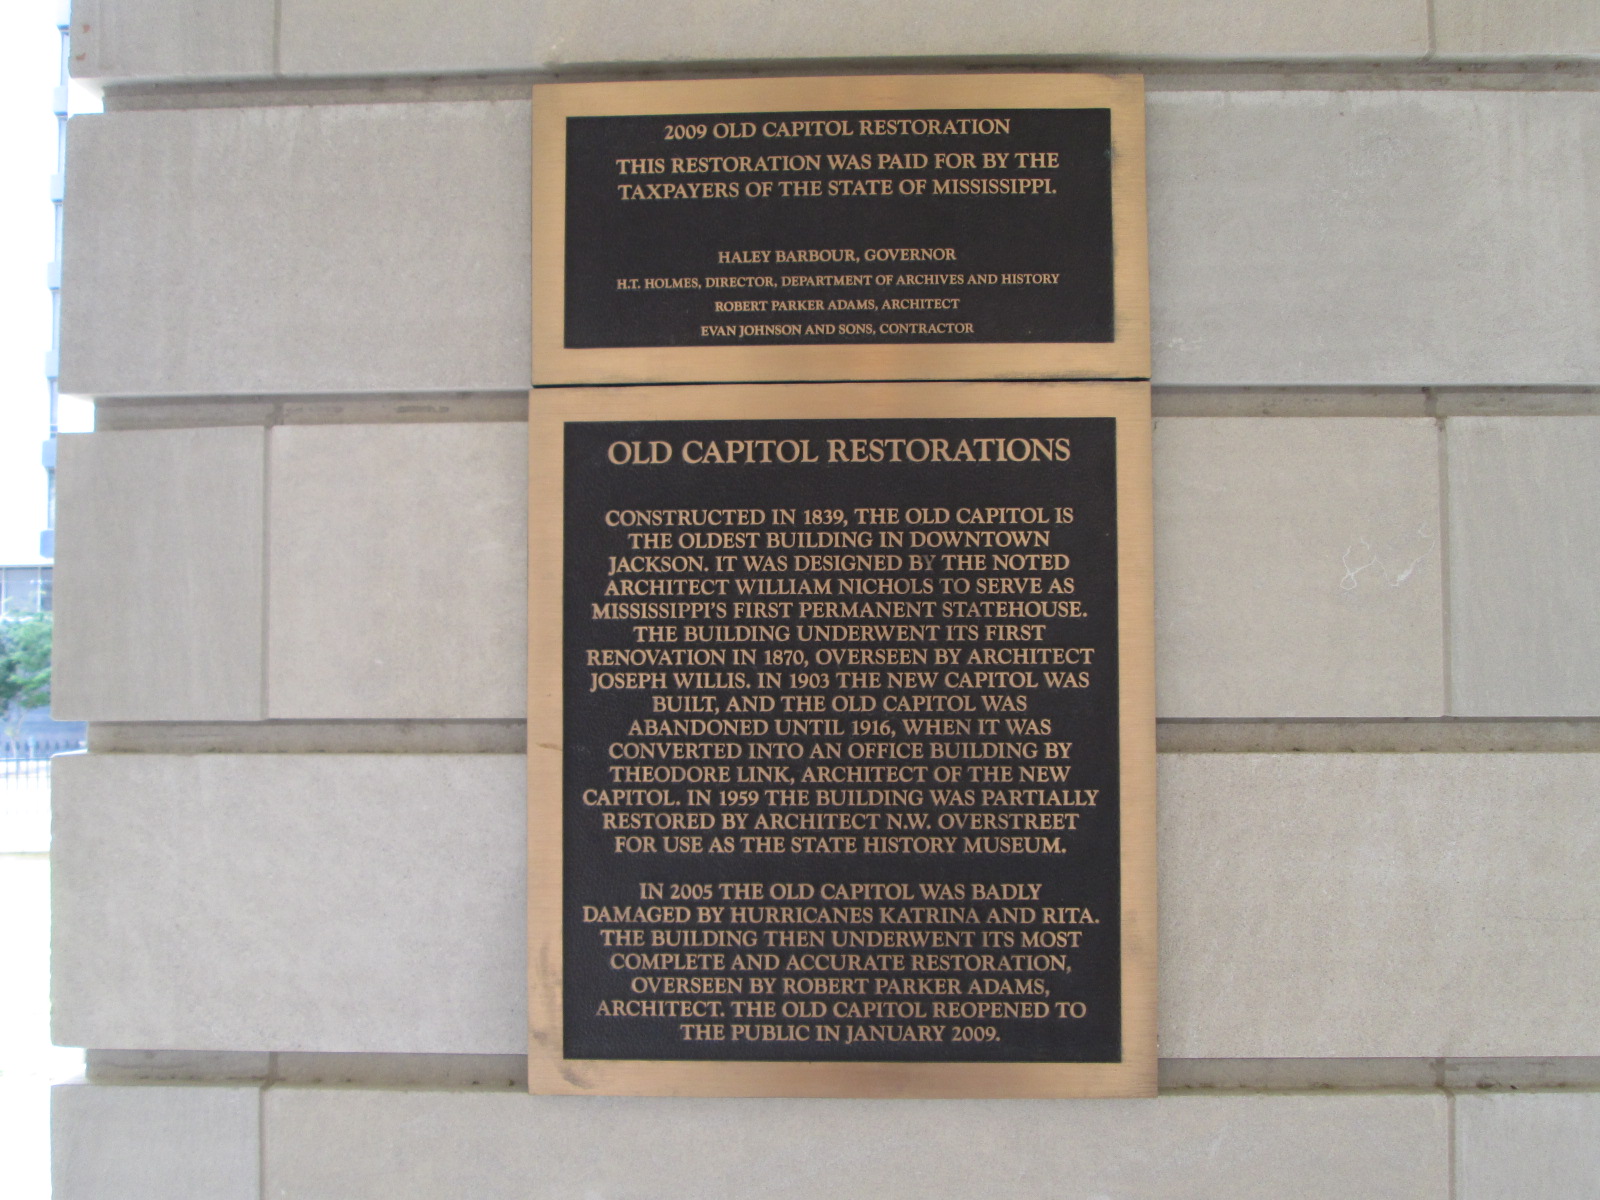 2009 OLD CAPITOL RESTORATION
THIS RESTORATION WAS PAID FOR BY THE
TAXPAYERS OF THE STATE OF MISSISSIPPI.
HALEY BARBOUR, GOVERNOR
H.T. HOLMES, DIRECTOR, DEPARTMENT OF ARCHIVES AND HISTORY
ROBERT PARKER ADAMS, ARCHITECT
EVAN JOHNSON AND SONS, CONTRACTOR
OLD CAPITOL RESTORATIONS
CONSTRUCTED IN 1839, THE OLD CAPITOL IS
THE OLDEST BUILDING IN DOWNTOWN
JACKSON. IT WAS DESIGNED BY THE NOTED
ARCHITECT WILLIAM NICHOLS TO SERVE AS
MISSISSIPPI'S FIRST PERMANENT STATEHOUSE.
THE BUILDING UNDERWENT ITS FIRST
RENOVATION IN 1870, OVERSEEN BY ARCHITECT
JOSEPH WILLIS. IN 1903 THE NEW CAPITOL WAS
BUILT, AND THE OLD CAPITOL WAS
ABANDONED UNTIL 1916, WHEN IT WAS
CONVERTED INTO AN OFFICE BUILDING BY
THEODORE LINK, ARCHITECT OF THE NEW
CAPITOL. IN 1959 THE BUILDING WAS PARTIALLY
RESTORED BY ARCHITECT N.W. OVERSTREET
FOR USE AS THE STATE HISTORY MUSEUM.
IN 2005 THE OLD CAPITOL WAS BADLY
DAMAGED BY HURRICANES KATRINA AND RITA.
THE BUILDING THEN UNDERWENT ITS MOST
COMPLETE AND ACCURATE RESTORATION,
OVERSEEN BY ROBERT PARKER ADAMS,
ARCHITECT. THE OLD CAPITOL REOPENED TO
THE PUBLIC IN JANUARY 2009.